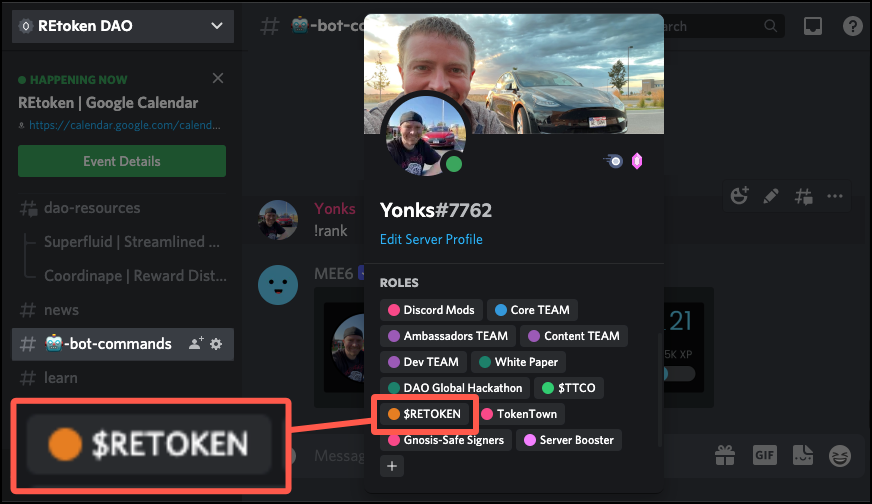 REtoken DAO
🤖-bot-co
arch
HAPPENING NOW
REtoken | Google Calendar
https://calendar.google.com/calend...
Event Details
dao-resources
Superfluid | Streamlined ...
Coordinape | Reward Dist...
news
🤖-bot-commands
learn
$RETOKEN
Yonks
!rank
MEE6
Yonks#7762
Edit Server Profile
ROLES
Discord Mods
Core TEAM
Ambassadors TEAM
Content TEAM
Dev TEAM
White Paper
DAO Global Hackathon
$TTCO
$RETOKEN
TokenTown
Gnosis-Safe Signers
Server Booster
21
5K XP
Messag
GIF